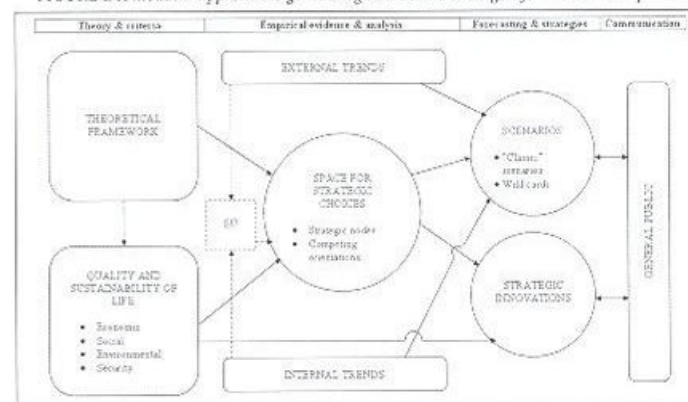 Theory & criteria
Empirical evidence & analysis
Forecasting & strategies
Communication
EXTERNAL TRENDS
THEORETICAL
FRAMEWORK
SCENARIOS
• "Classic"
scenarios
• Wild cards
SPACE FOR
STRATEGIC
CHOICES
• Strategic nodes
• Competing
orientations
GENERAL PUBLIC
QUALITY AND
SUSTAINABILITY OF
LIFE
• Economic
• Social
• Environmental
• Security
STRATEGIC
INNOVATIONS
INTERNAL TRENDS